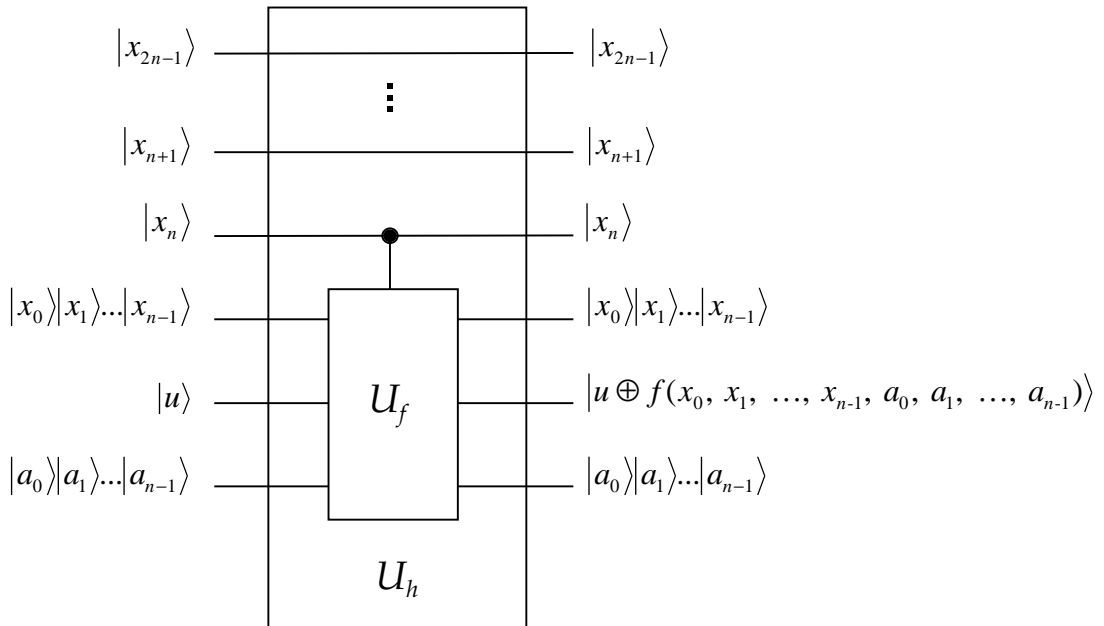 |x_{2n−1}⟩ |x_{2n−1}⟩
|x_{n+1}⟩ |x_{n+1}⟩
|x_n⟩ |x_n⟩
|x_0⟩|x_1⟩...|x_{n−1}⟩ |x_0⟩|x_1⟩...|x_{n−1}⟩
|u⟩ U_f |u ⊕ f(x_0, x_1, …, x_{n-1}, a_0, a_1, …, a_{n-1})⟩
|a_0⟩|a_1⟩...|a_{n−1}⟩ |a_0⟩|a_1⟩...|a_{n−1}⟩
U_h